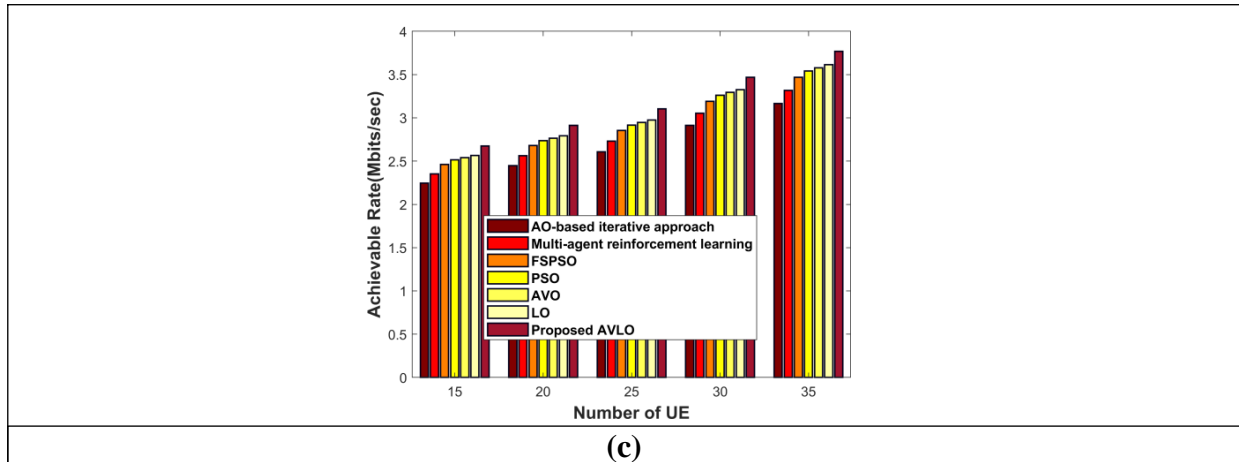 Achievable Rate(Mbits/sec)
4
3.5
3
2.5
2
1.5
1
0.5
0
AO-based iterative approach
Multi-agent reinforcement learning
FSPSO
PSO
AVO
LO
Proposed AVLO
15 20 25 30 35
Number of UE
(c)